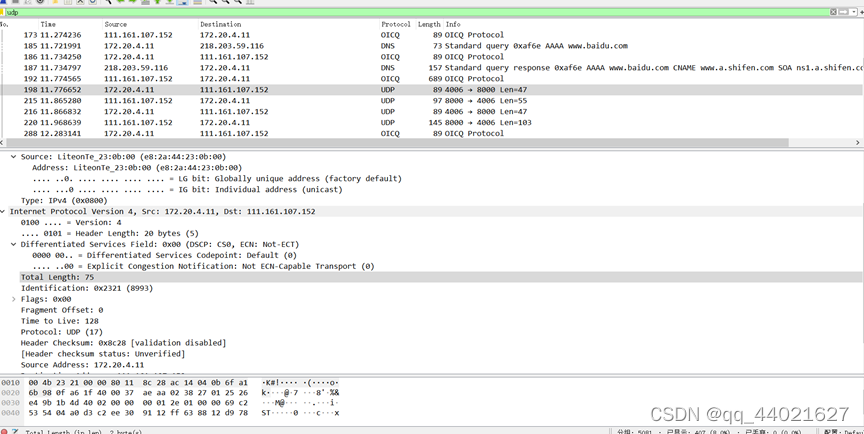 udp
No. Time Source Destination Protocol Length Info
173 11.274236 111.161.107.152 172.20.4.11 OICQ 89 OICQ Protocol
185 11.721991 172.20.4.11 218.203.59.116 DNS 73 Standard query 0xaf6e AAAA www.baidu.com
186 11.734250 172.20.4.11 111.161.107.152 OICQ 89 OICQ Protocol
187 11.734797 218.203.59.116 172.20.4.11 DNS 157 Standard query response 0xaf6e AAAA www.baidu.com CNAME www.a.shifen.com SOA ns1.a.shifen.co
192 11.774565 111.161.107.152 172.20.4.11 OICQ 689 OICQ Protocol
198 11.776652 172.20.4.11 111.161.107.152 UDP 89 4006 → 8000 Len=47
215 11.865280 111.161.107.152 172.20.4.11 UDP 97 8000 → 4006 Len=55
216 11.866832 172.20.4.11 111.161.107.152 UDP 89 4006 → 8000 Len=47
220 11.968639 111.161.107.152 172.20.4.11 UDP 145 8000 → 4006 Len=103
288 12.283141 172.20.4.11 111.161.107.152 OICQ 89 OICQ Protocol
Source: LiteonTe_23:0b:00 (e8:2a:44:23:0b:00)
Address: LiteonTe_23:0b:00 (e8:2a:44:23:0b:00)
.... ..0. .... .... .... .... = LG bit: Globally unique address (factory default)
.... ...0 .... .... .... .... = IG bit: Individual address (unicast)
Type: IPv4 (0x0800)
Internet Protocol Version 4, Src: 172.20.4.11, Dst: 111.161.107.152
0100 .... = Version: 4
.... 0101 = Header Length: 20 bytes (5)
Differentiated Services Field: 0x00 (DSCP: CS0, ECN: Not-ECT)
0000 00.. = Differentiated Services Codepoint: Default (0)
.... ..00 = Explicit Congestion Notification: Not ECN-Capable Transport (0)
Total Length: 75
Identification: 0x2321 (8993)
Flags: 0x00
Fragment Offset: 0
Time to Live: 128
Protocol: UDP (17)
Header Checksum: 0x8c28 [validation disabled]
[Header checksum status: Unverified]
Source Address: 172.20.4.11
0010 00 4b 23 21 00 00 80 11 8c 28 ac 14 04 0b 6f a1 ·K#!···· ·(····o·
0020 6b 98 0f a6 1f 40 00 37 ae aa 02 38 27 01 25 26 k····@·7 ···8'·%&
0030 e4 9b 1b 4d 40 02 00 00 00 01 2e 01 00 00 69 c2 ···M@··· ··.···i·
0040 53 54 04 a0 d3 c2 ee 30 91 12 ff 63 88 12 d9 78 ST·····0 ···c···x
CSDN @qq_44021627